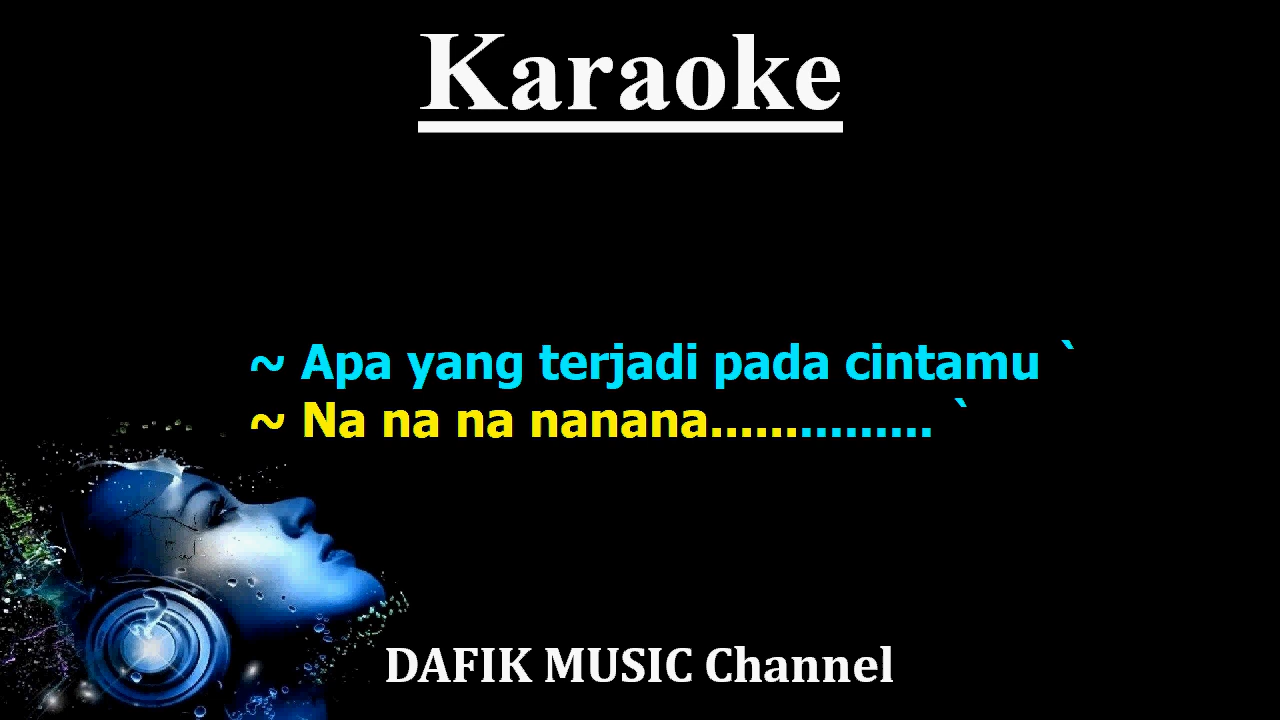 Karaoke
~ Apa yang terjadi pada cintamu `
~ Na na na nanana............... `
DAFIK MUSIC Channel